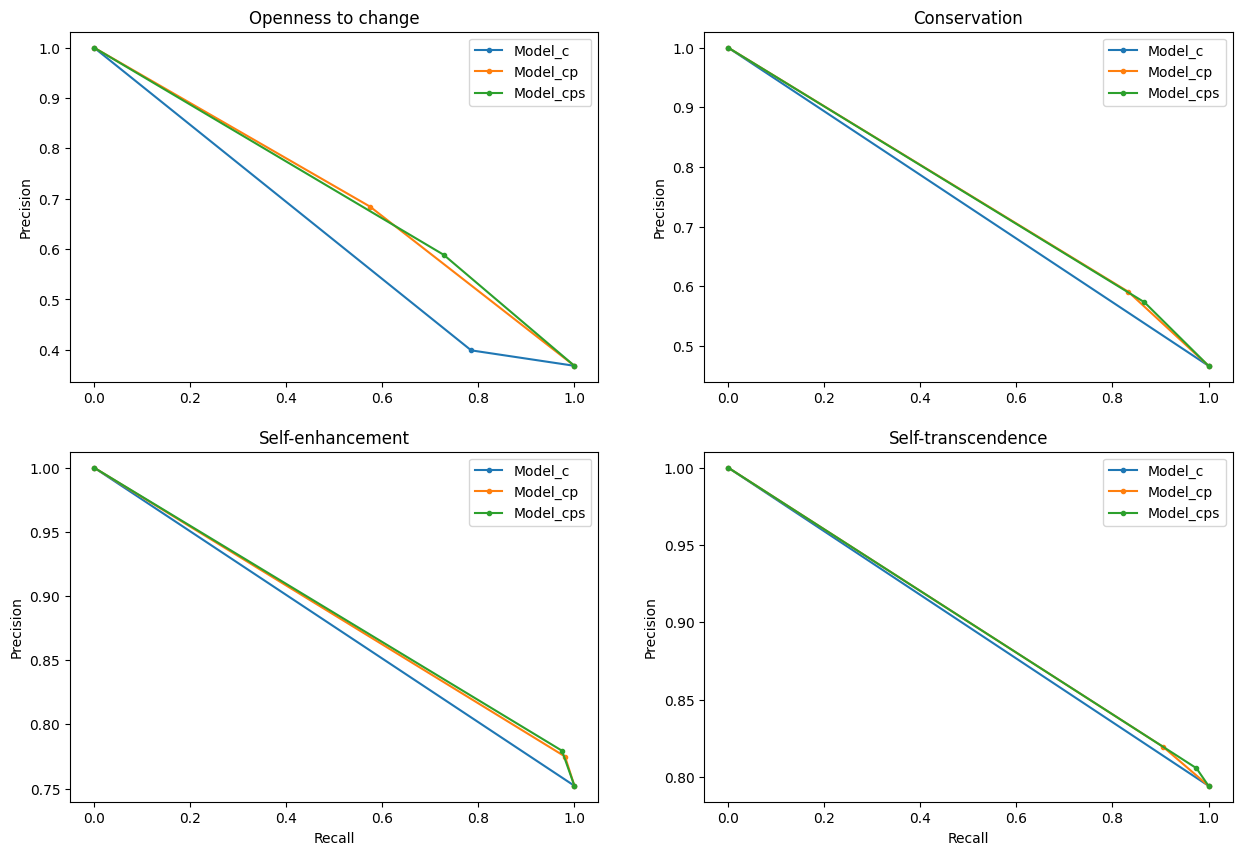 Openness to change
1.0
0.9
0.8
0.7
0.6
0.5
0.4
Precision
0.0 0.2 0.4 0.6 0.8 1.0
Model_c
Model_cp
Model_cps
Conservation
1.0
0.9
0.8
0.7
0.6
0.5
Precision
0.0 0.2 0.4 0.6 0.8 1.0
Model_c
Model_cp
Model_cps
Self-enhancement
1.00
0.95
0.90
0.85
0.80
0.75
Precision
0.0 0.2 0.4 0.6 0.8 1.0
Recall
Model_c
Model_cp
Model_cps
Self-transcendence
1.00
0.95
0.90
0.85
0.80
Precision
0.0 0.2 0.4 0.6 0.8 1.0
Recall
Model_c
Model_cp
Model_cps